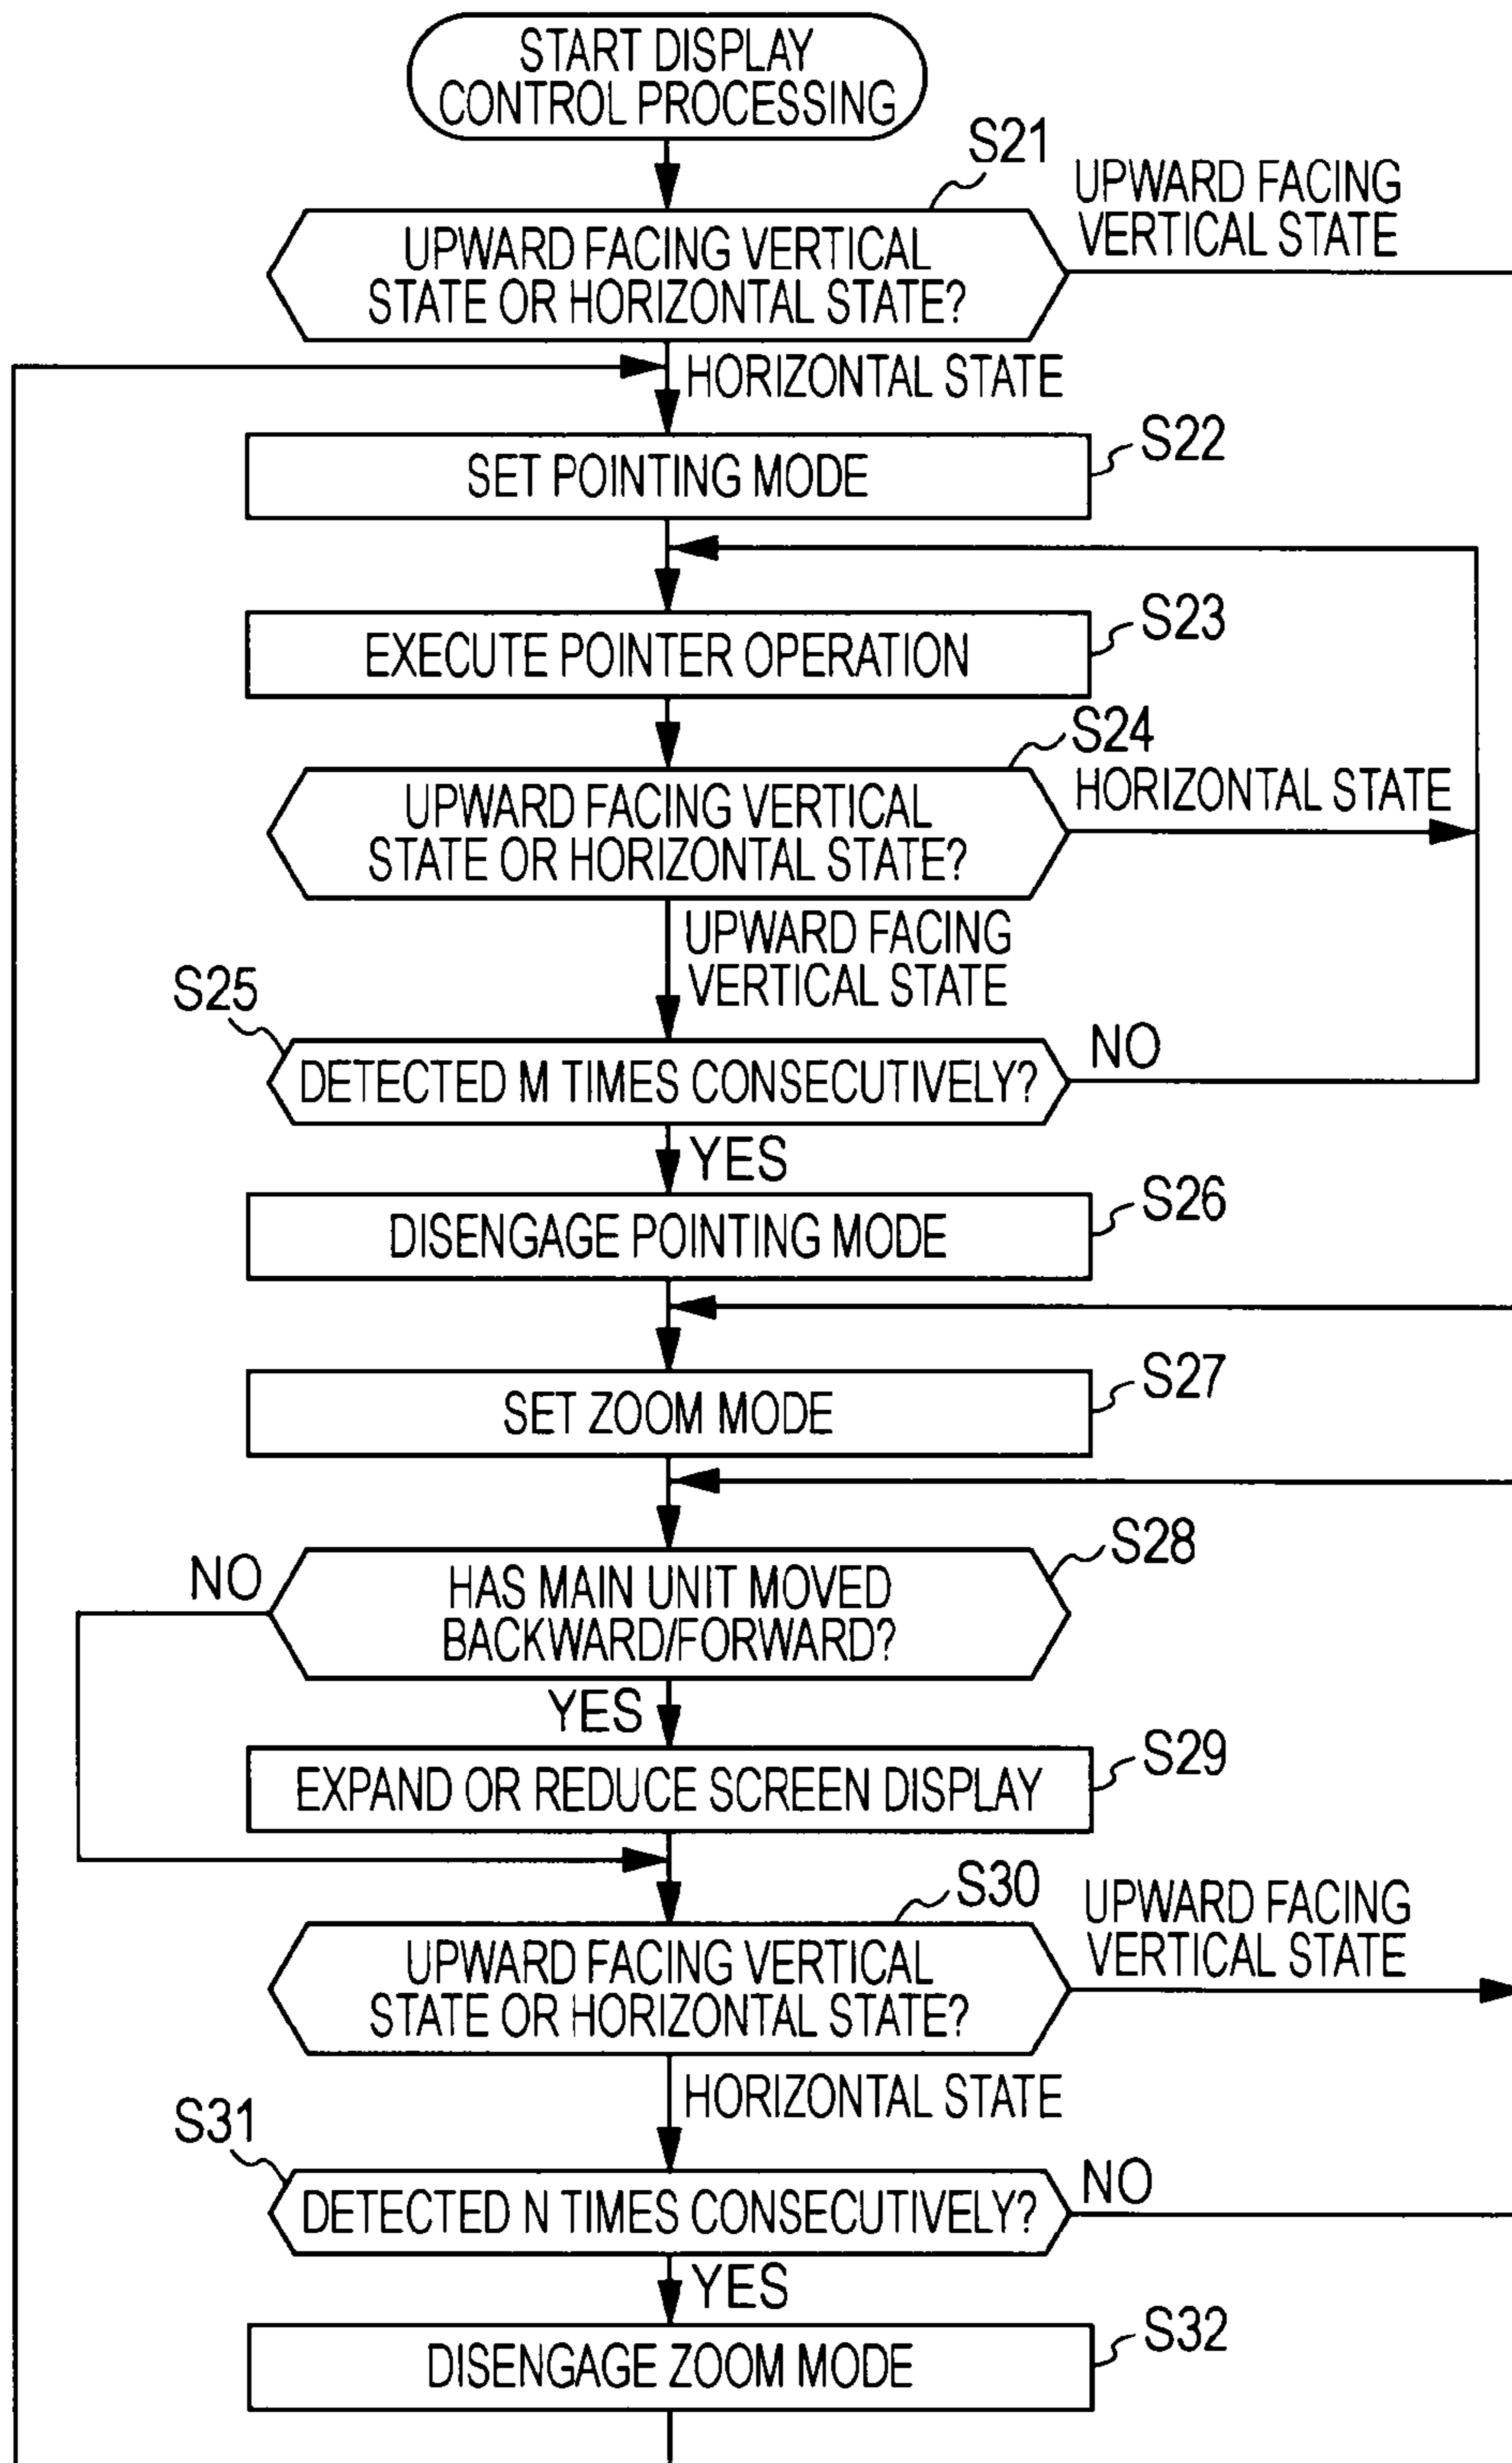 START DISPLAY
CONTROL PROCESSING
S21
UPWARD FACING
VERTICAL STATE
UPWARD FACING VERTICAL
STATE OR HORIZONTAL STATE?
HORIZONTAL STATE
S22
SET POINTING MODE
S23
EXECUTE POINTER OPERATION
S24
HORIZONTAL STATE
UPWARD FACING VERTICAL
STATE OR HORIZONTAL STATE?
UPWARD FACING
VERTICAL STATE
S25
NO
DETECTED M TIMES CONSECUTIVELY?
YES
S26
DISENGAGE POINTING MODE
S27
SET ZOOM MODE
S28
NO
HAS MAIN UNIT MOVED
BACKWARD/FORWARD?
YES
S29
EXPAND OR REDUCE SCREEN DISPLAY
S30
UPWARD FACING
VERTICAL STATE
UPWARD FACING VERTICAL
STATE OR HORIZONTAL STATE?
HORIZONTAL STATE
S31
NO
DETECTED N TIMES CONSECUTIVELY?
YES
S32
DISENGAGE ZOOM MODE